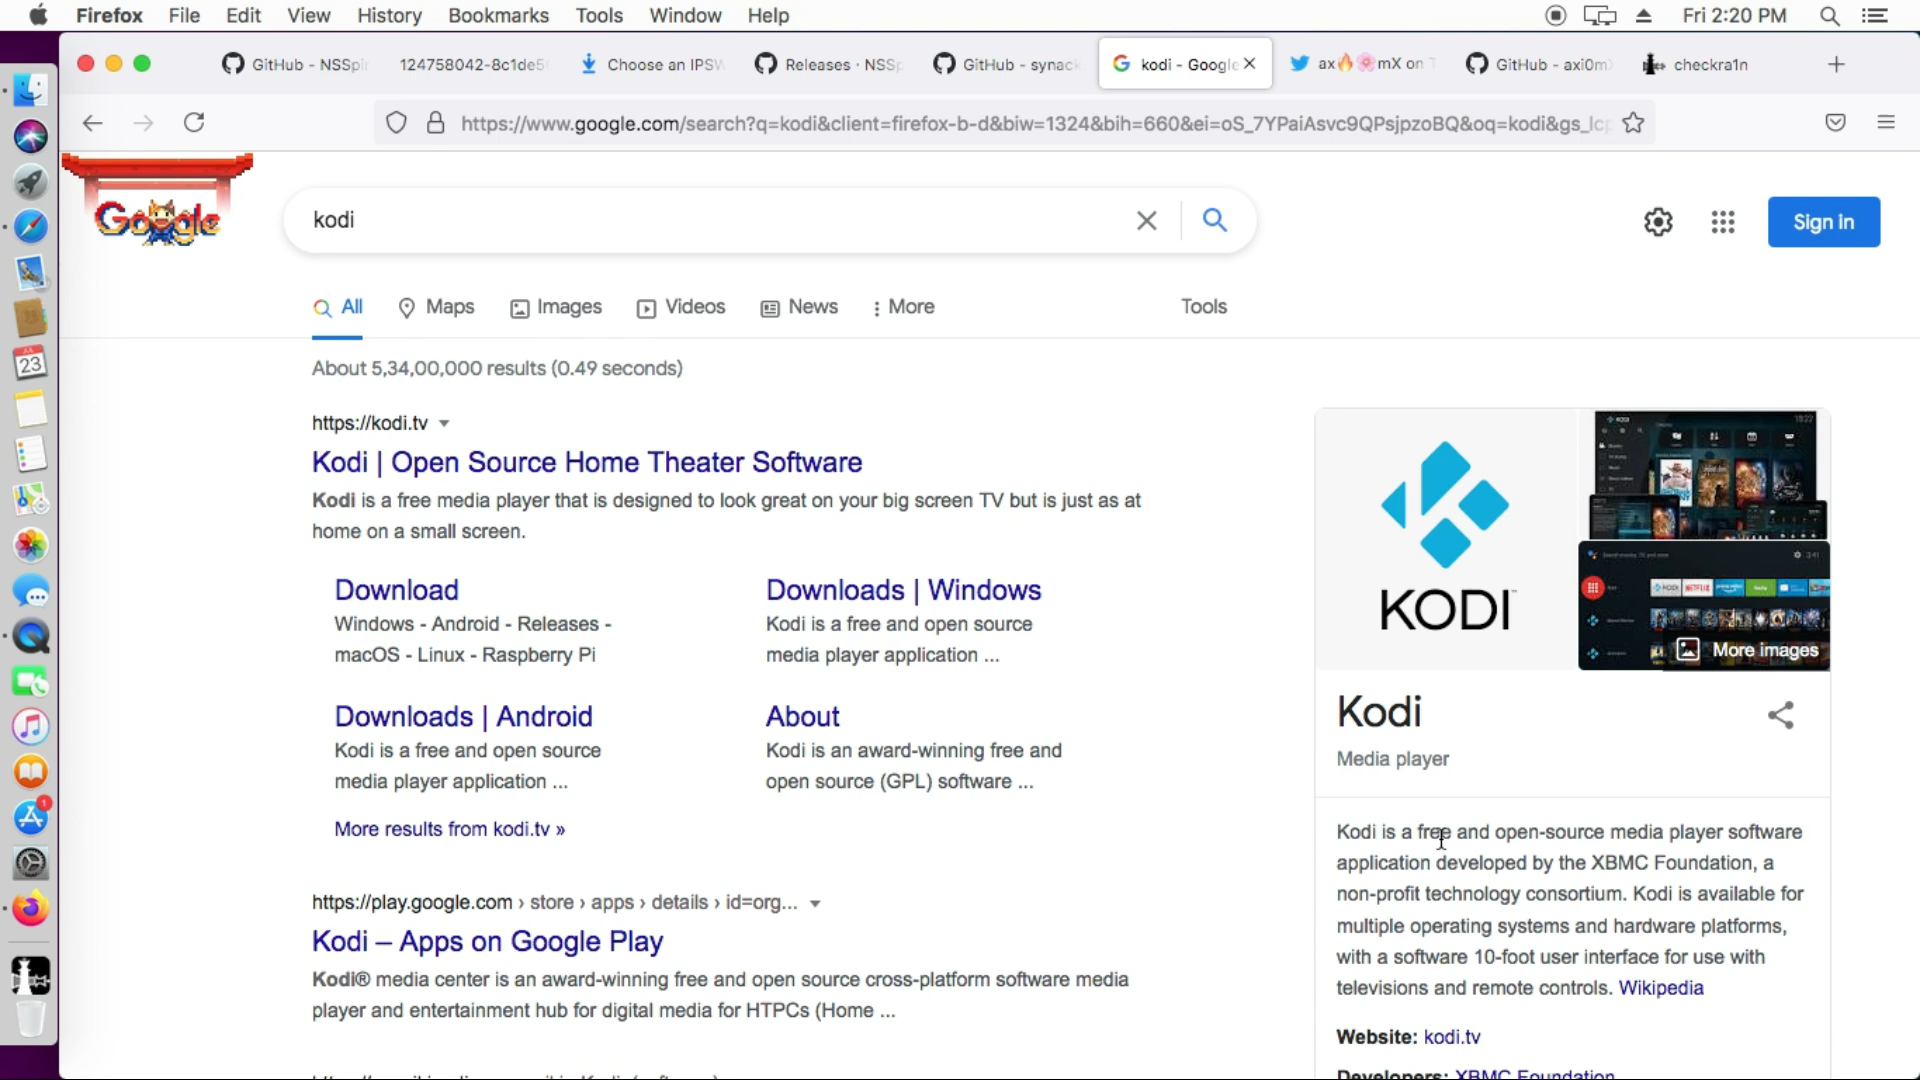 Firefox File Edit View History Bookmarks Tools Window Help Fri 2:20 PM
GitHub - NSSpi 124758042-8c1de5 Choose an IPSW Releases · NSSp GitHub - synack kodi - Google ax🔥🌸mX on T GitHub - axi0m checkra1n
https://www.google.com/search?q=kodi&client=firefox-b-d&biw=1324&bih=660&ei=oS_7YPaiAsvc9QPsjpzoBQ&oq=kodi&gs_lcp
Google
kodi
Sign in
All Maps Images Videos News More Tools
About 5,34,00,000 results (0.49 seconds)
https://kodi.tv
Kodi | Open Source Home Theater Software
Kodi is a free media player that is designed to look great on your big screen TV but is just as at
home on a small screen.
Download
Windows - Android - Releases -
macOS - Linux - Raspberry Pi
Downloads | Windows
Kodi is a free and open source
media player application ...
Downloads | Android
Kodi is a free and open source
media player application ...
About
Kodi is an award-winning free and
open source (GPL) software ...
More results from kodi.tv »
https://play.google.com › store › apps › details › id=org...
Kodi – Apps on Google Play
Kodi® media center is an award-winning free and open source cross-platform software media
player and entertainment hub for digital media for HTPCs (Home ...
KODI
More images
Kodi
Media player
Kodi is a free and open-source media player software
application developed by the XBMC Foundation, a
non-profit technology consortium. Kodi is available for
multiple operating systems and hardware platforms,
with a software 10-foot user interface for use with
televisions and remote controls. Wikipedia
Website: kodi.tv
Developers: XBMC Foundation
JUL
23
1